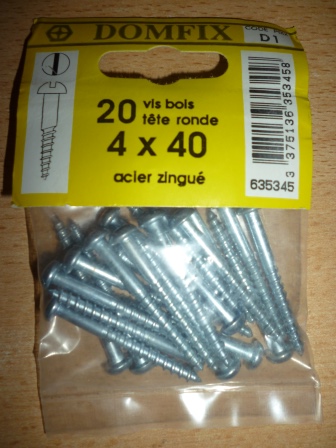 DOMFIX
D1
20 vis bois
tête ronde
4 x 40
acier zingué
3 375136 353458
635345